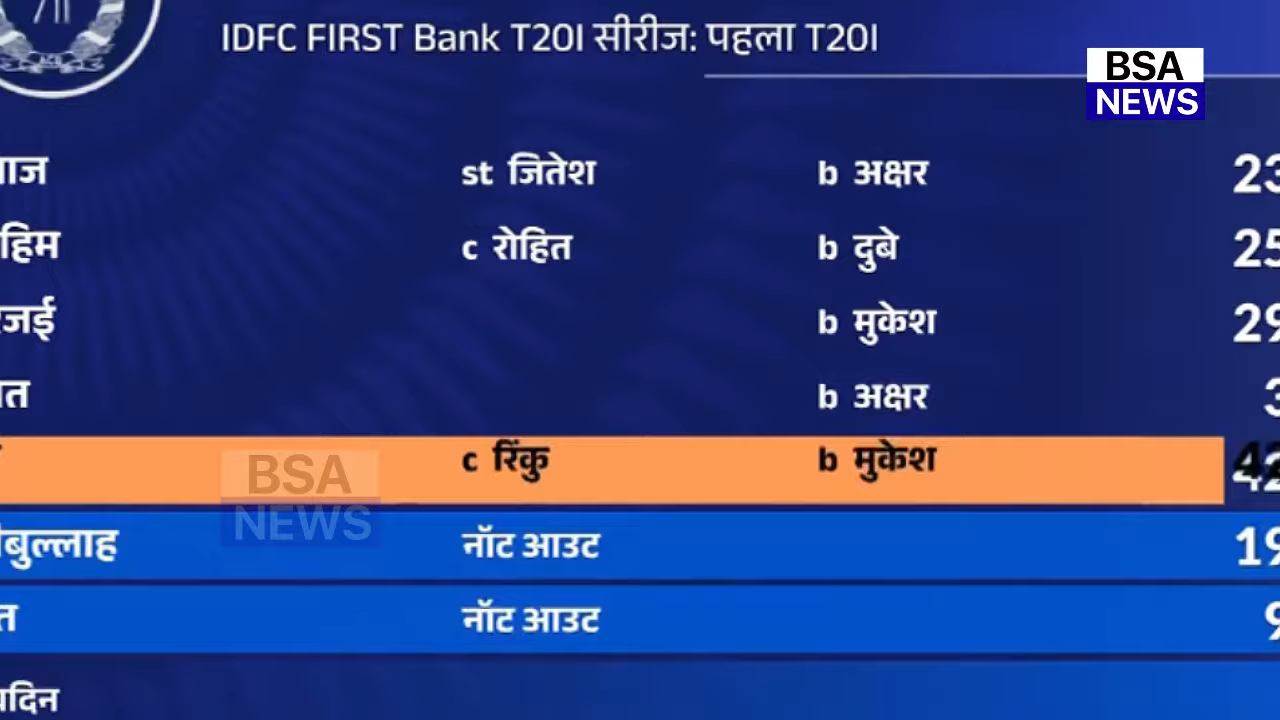 IDFC FIRST Bank T20I सीरीज: पहला T20I
BSA
NEWS
ACB
st जितेश b अक्षर 23
c रोहित b दुबे 25
b मुकेश 29
b अक्षर 3
c रिंकु b मुकेश 42
नॉट आउट 19
नॉट आउट 9
BSA
NEWS